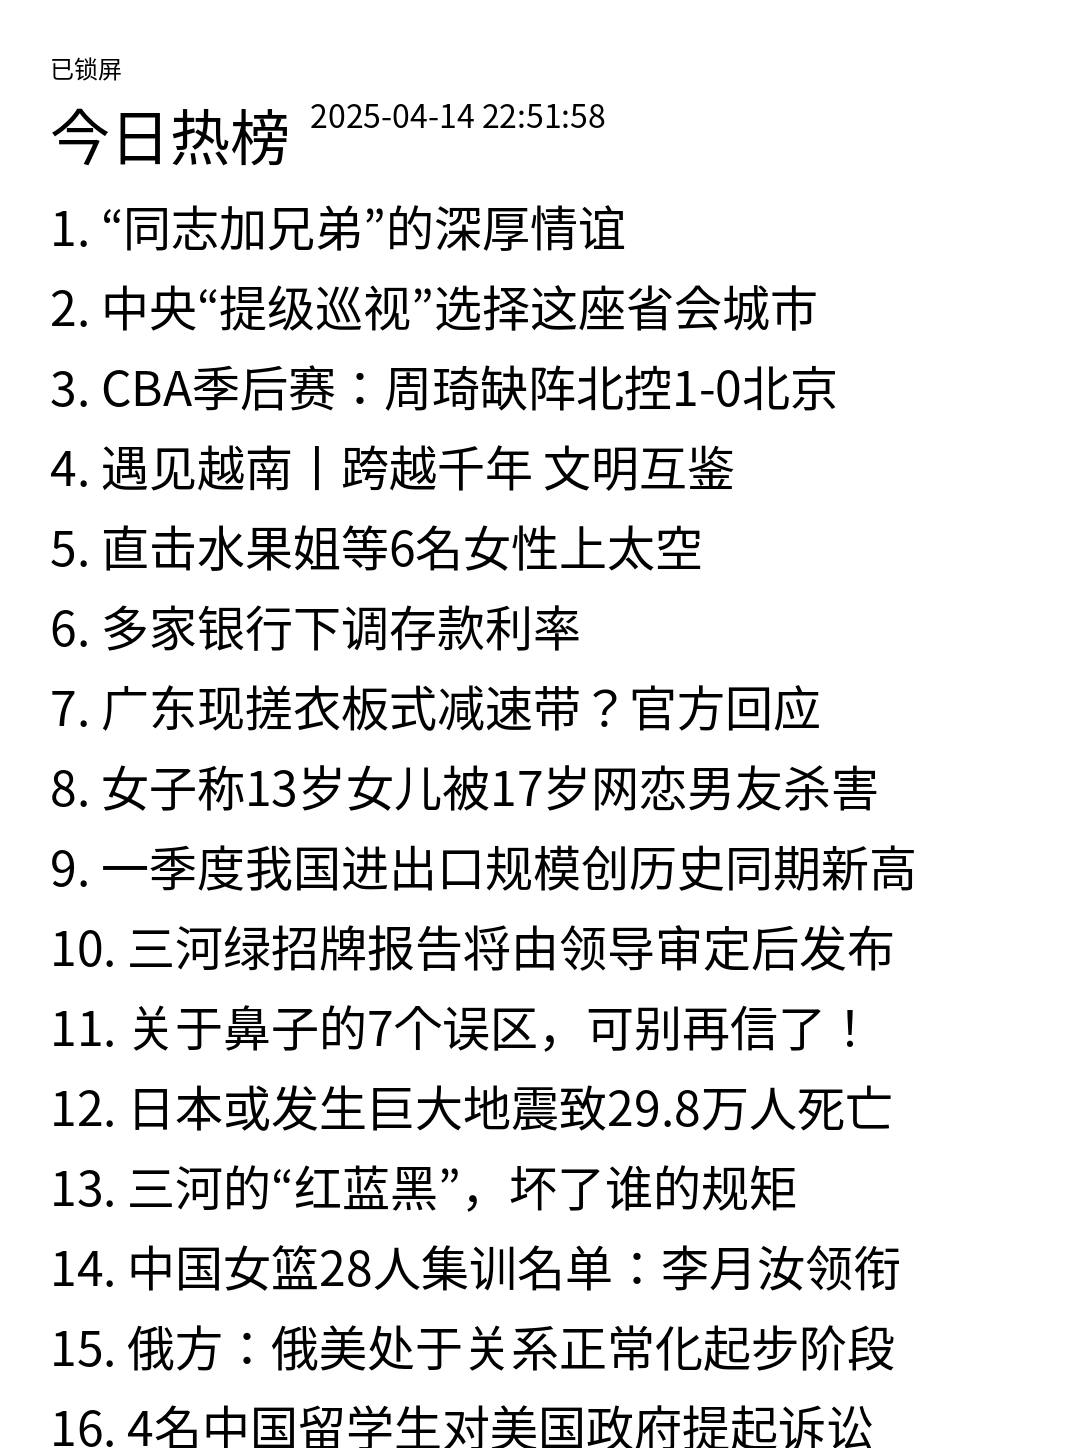 已锁屏
今日热榜 2025-04-14 22:51:58
1. “同志加兄弟”的深厚情谊
2. 中央“提级巡视”选择这座省会城市
3. CBA季后赛：周琦缺阵北控1-0北京
4. 遇见越南丨跨越千年 文明互鉴
5. 直击水果姐等6名女性上太空
6. 多家银行下调存款利率
7. 广东现搓衣板式减速带？官方回应
8. 女子称13岁女儿被17岁网恋男友杀害
9. 一季度我国进出口规模创历史同期新高
10. 三河绿招牌报告将由领导审定后发布
11. 关于鼻子的7个误区，可别再信了！
12. 日本或发生巨大地震致29.8万人死亡
13. 三河的“红蓝黑”，坏了谁的规矩
14. 中国女篮28人集训名单：李月汝领衔
15. 俄方：俄美处于关系正常化起步阶段
16. 4名中国留学生对美国政府提起诉讼